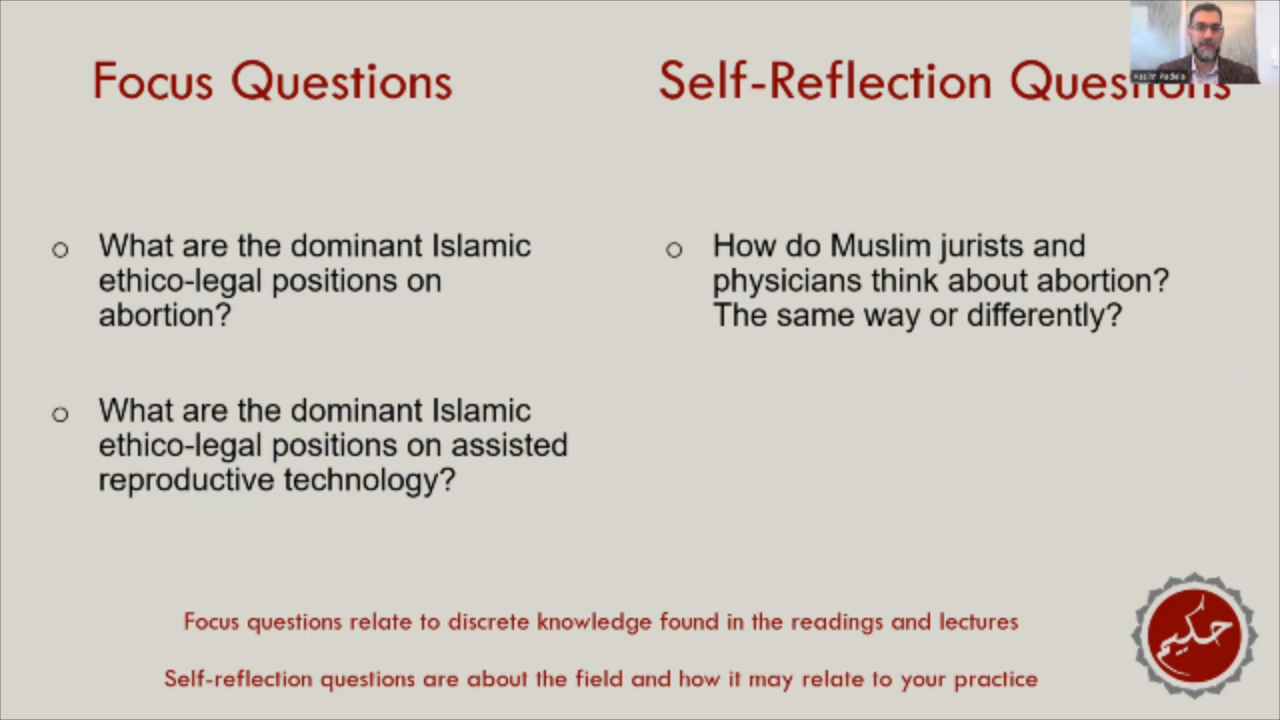 Focus Questions
Self-Reflection Questions
○ What are the dominant Islamic
ethico-legal positions on
abortion?
○ What are the dominant Islamic
ethico-legal positions on assisted
reproductive technology?
○ How do Muslim jurists and
physicians think about abortion?
The same way or differently?
Focus questions relate to discrete knowledge found in the readings and lectures
Self-reflection questions are about the field and how it may relate to your practice
حكيم